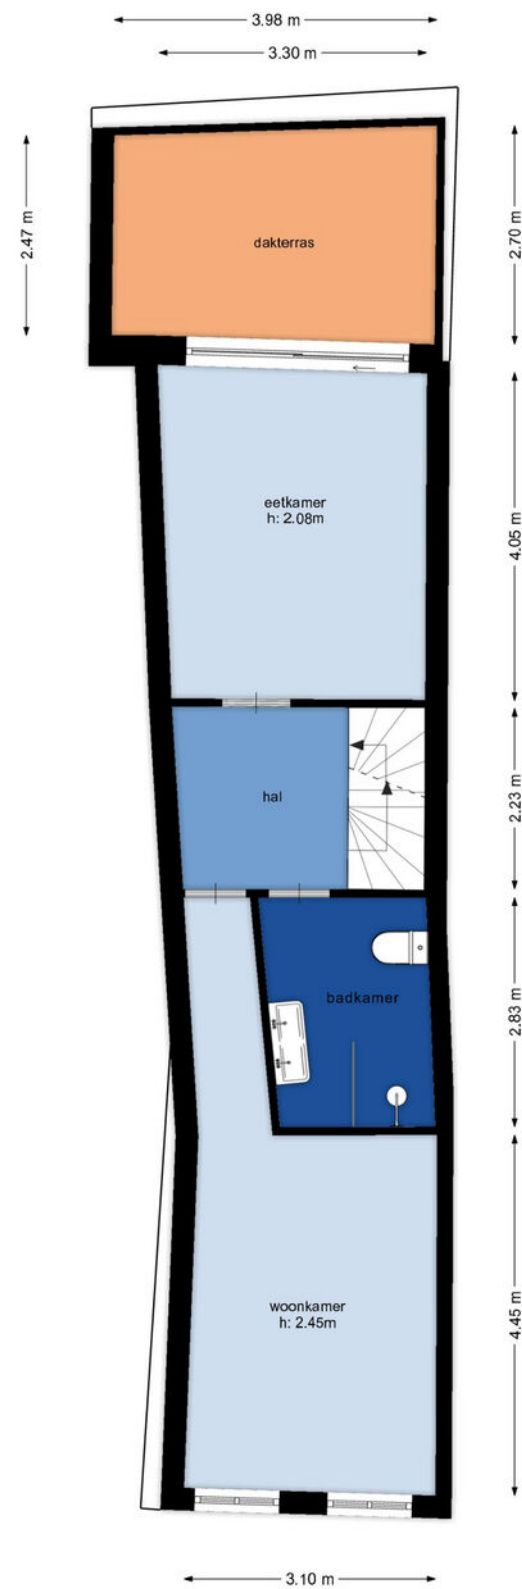 3.98 m
3.30 m
2.47 m
2.70 m
dakterras
eetkamer
h: 2.08m
4.05 m
hal
2.23 m
badkamer
2.83 m
woonkamer
h: 2.45m
4.45 m
3.10 m